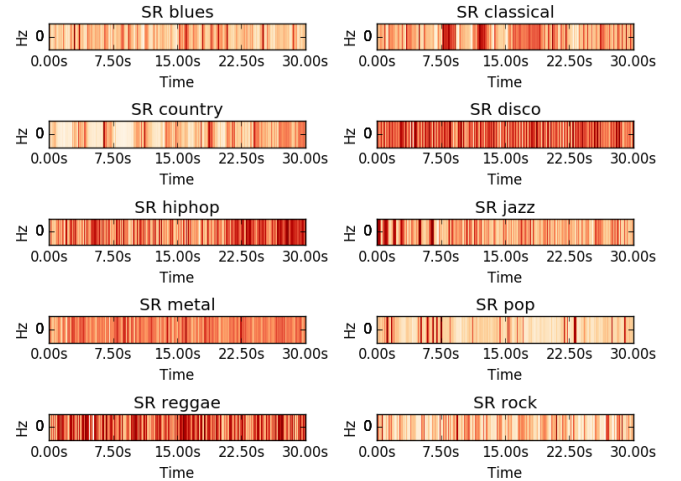 SR blues
Hz 0
0.00s 7.50s 15.00s 22.50s 30.00s
Time
SR classical
Hz 0
0.00s 7.50s 15.00s 22.50s 30.00s
Time
SR country
Hz 0
0.00s 7.50s 15.00s 22.50s 30.00s
Time
SR disco
Hz 0
0.00s 7.50s 15.00s 22.50s 30.00s
Time
SR hiphop
Hz 0
0.00s 7.50s 15.00s 22.50s 30.00s
Time
SR jazz
Hz 0
0.00s 7.50s 15.00s 22.50s 30.00s
Time
SR metal
Hz 0
0.00s 7.50s 15.00s 22.50s 30.00s
Time
SR pop
Hz 0
0.00s 7.50s 15.00s 22.50s 30.00s
Time
SR reggae
Hz 0
0.00s 7.50s 15.00s 22.50s 30.00s
Time
SR rock
Hz 0
0.00s 7.50s 15.00s 22.50s 30.00s
Time